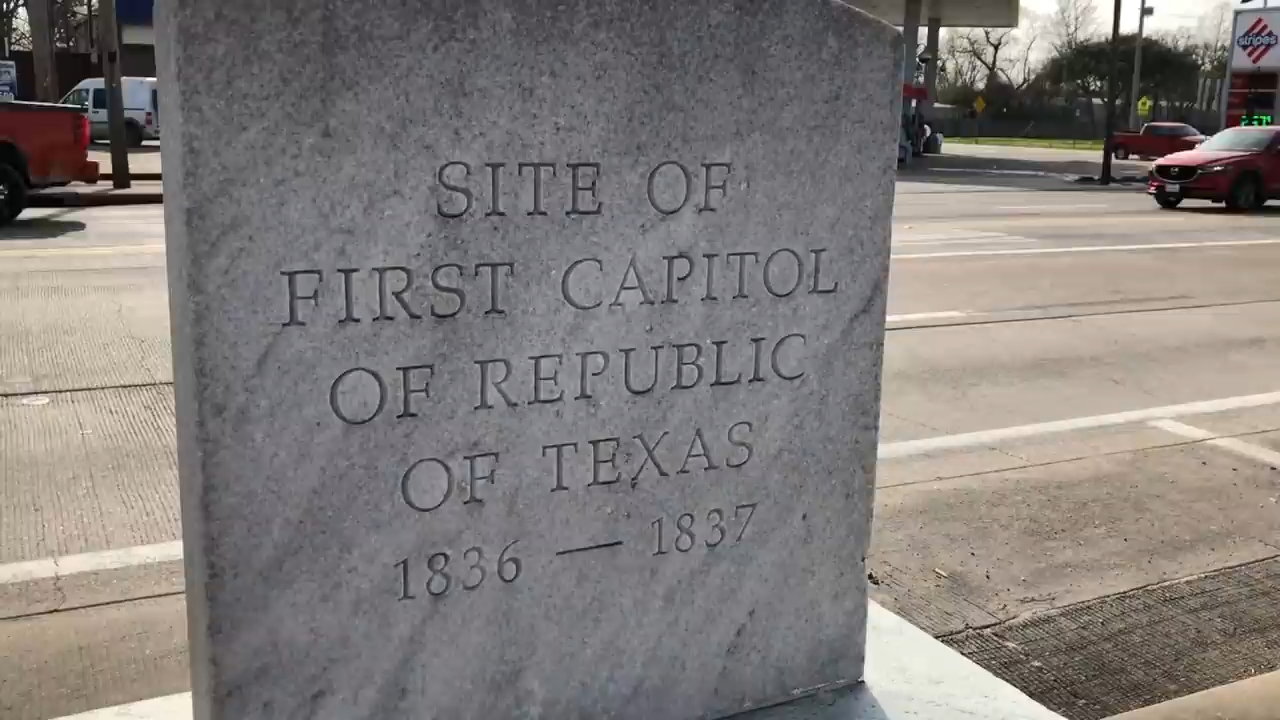 SITE OF
FIRST CAPITOL
OF REPUBLIC
OF TEXAS
1836 — 1837
stripes